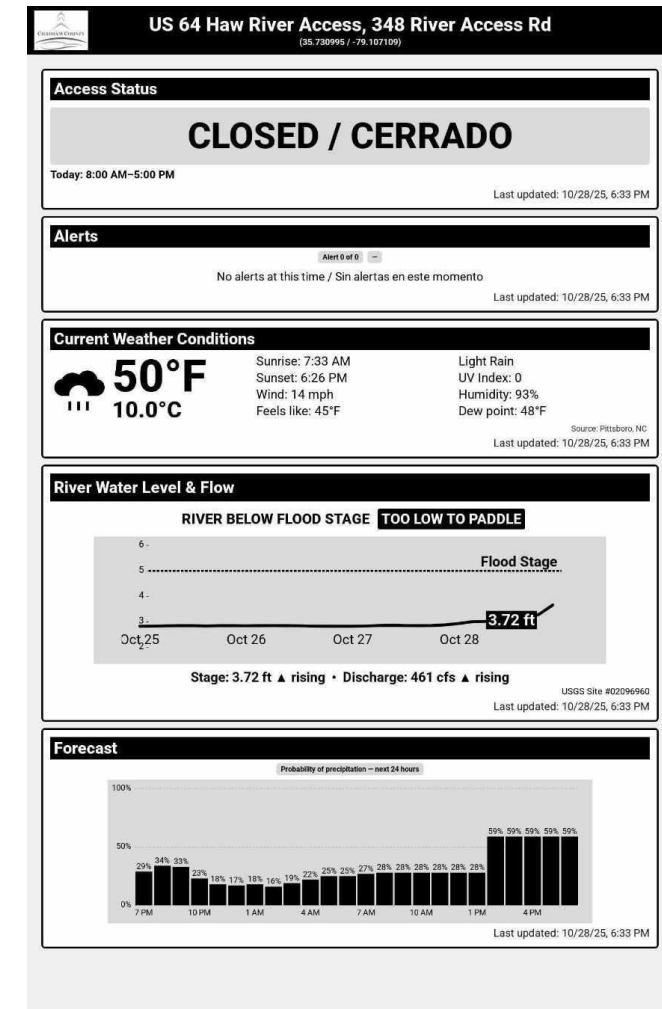 CHATHAM COUNTY
US 64 Haw River Access, 348 River Access Rd
(35.730995 / -79.107109)
Access Status
CLOSED / CERRADO
Today: 8:00 AM–5:00 PM
Last updated: 10/28/25, 6:33 PM
Alerts
Alert 0 of 0 —
No alerts at this time / Sin alertas en este momento
Last updated: 10/28/25, 6:33 PM
Current Weather Conditions
50°F
10.0°C
Sunrise: 7:33 AM
Sunset: 6:26 PM
Wind: 14 mph
Feels like: 45°F
Light Rain
UV Index: 0
Humidity: 93%
Dew point: 48°F
Source: Pittsboro, NC
Last updated: 10/28/25, 6:33 PM
River Water Level & Flow
RIVER BELOW FLOOD STAGE TOO LOW TO PADDLE
6
Flood Stage
5
4
3
3.72 ft
Oct 25 Oct 26 Oct 27 Oct 28
2
Stage: 3.72 ft ▲ rising • Discharge: 461 cfs ▲ rising
USGS Site #02096960
Last updated: 10/28/25, 6:33 PM
Forecast
Probability of precipitation — next 24 hours
100%
50%
0%
29% 34% 33% 23% 18% 17% 18% 16% 19% 22% 25% 25% 27% 28% 28% 28% 28% 28% 28% 59% 59% 59% 59% 59%
7 PM 10 PM 1 AM 4 AM 7 AM 10 AM 1 PM 4 PM
Last updated: 10/28/25, 6:33 PM